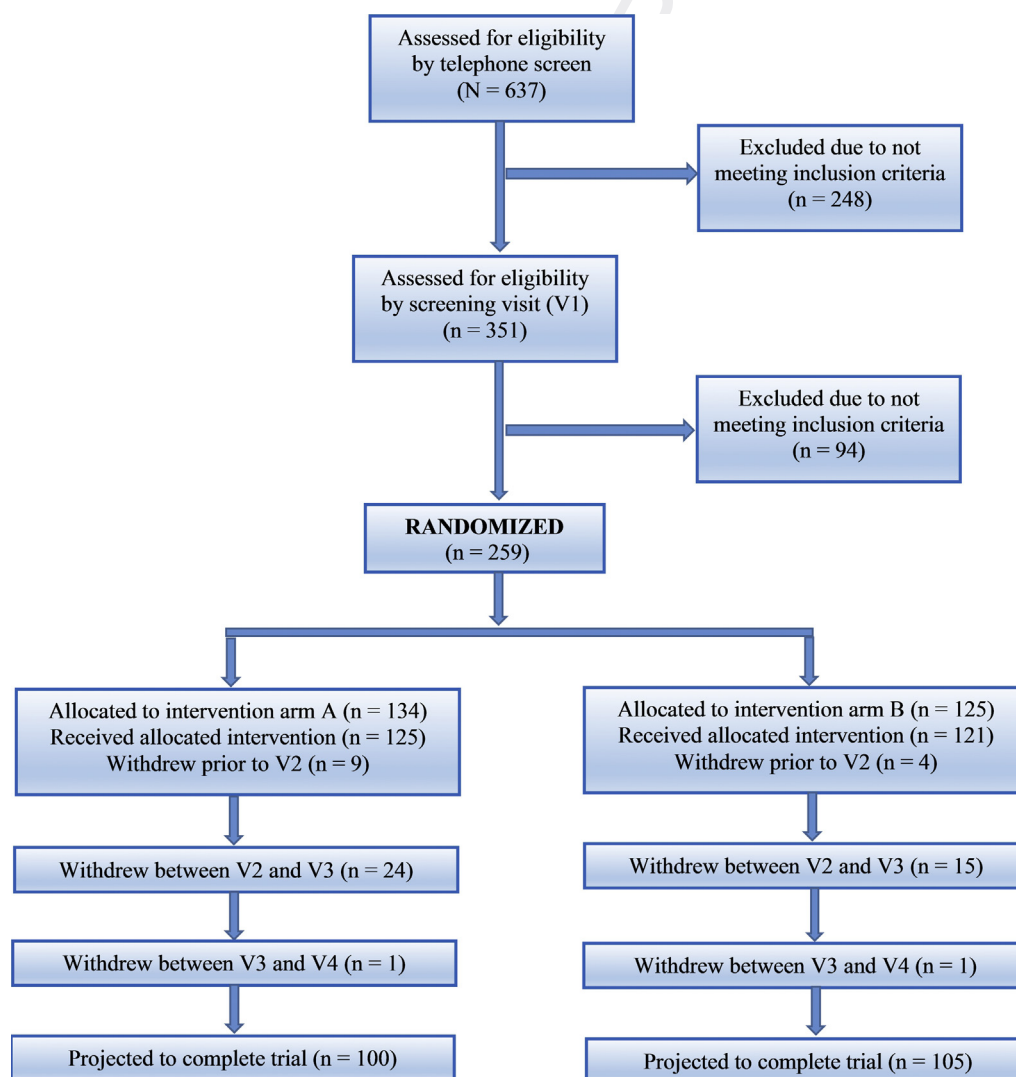 Assessed for eligibility
by telephone screen
(N = 637)
Excluded due to not
meeting inclusion criteria
(n = 248)
Assessed for eligibility
by screening visit (V1)
(n = 351)
Excluded due to not
meeting inclusion criteria
(n = 94)
RANDOMIZED
(n = 259)
Allocated to intervention arm A (n = 134)
Received allocated intervention (n = 125)
Withdrew prior to V2 (n = 9)
Allocated to intervention arm B (n = 125)
Received allocated intervention (n = 121)
Withdrew prior to V2 (n = 4)
Withdrew between V2 and V3 (n = 24)
Withdrew between V2 and V3 (n = 15)
Withdrew between V3 and V4 (n = 1)
Withdrew between V3 and V4 (n = 1)
Projected to complete trial (n = 100)
Projected to complete trial (n = 105)